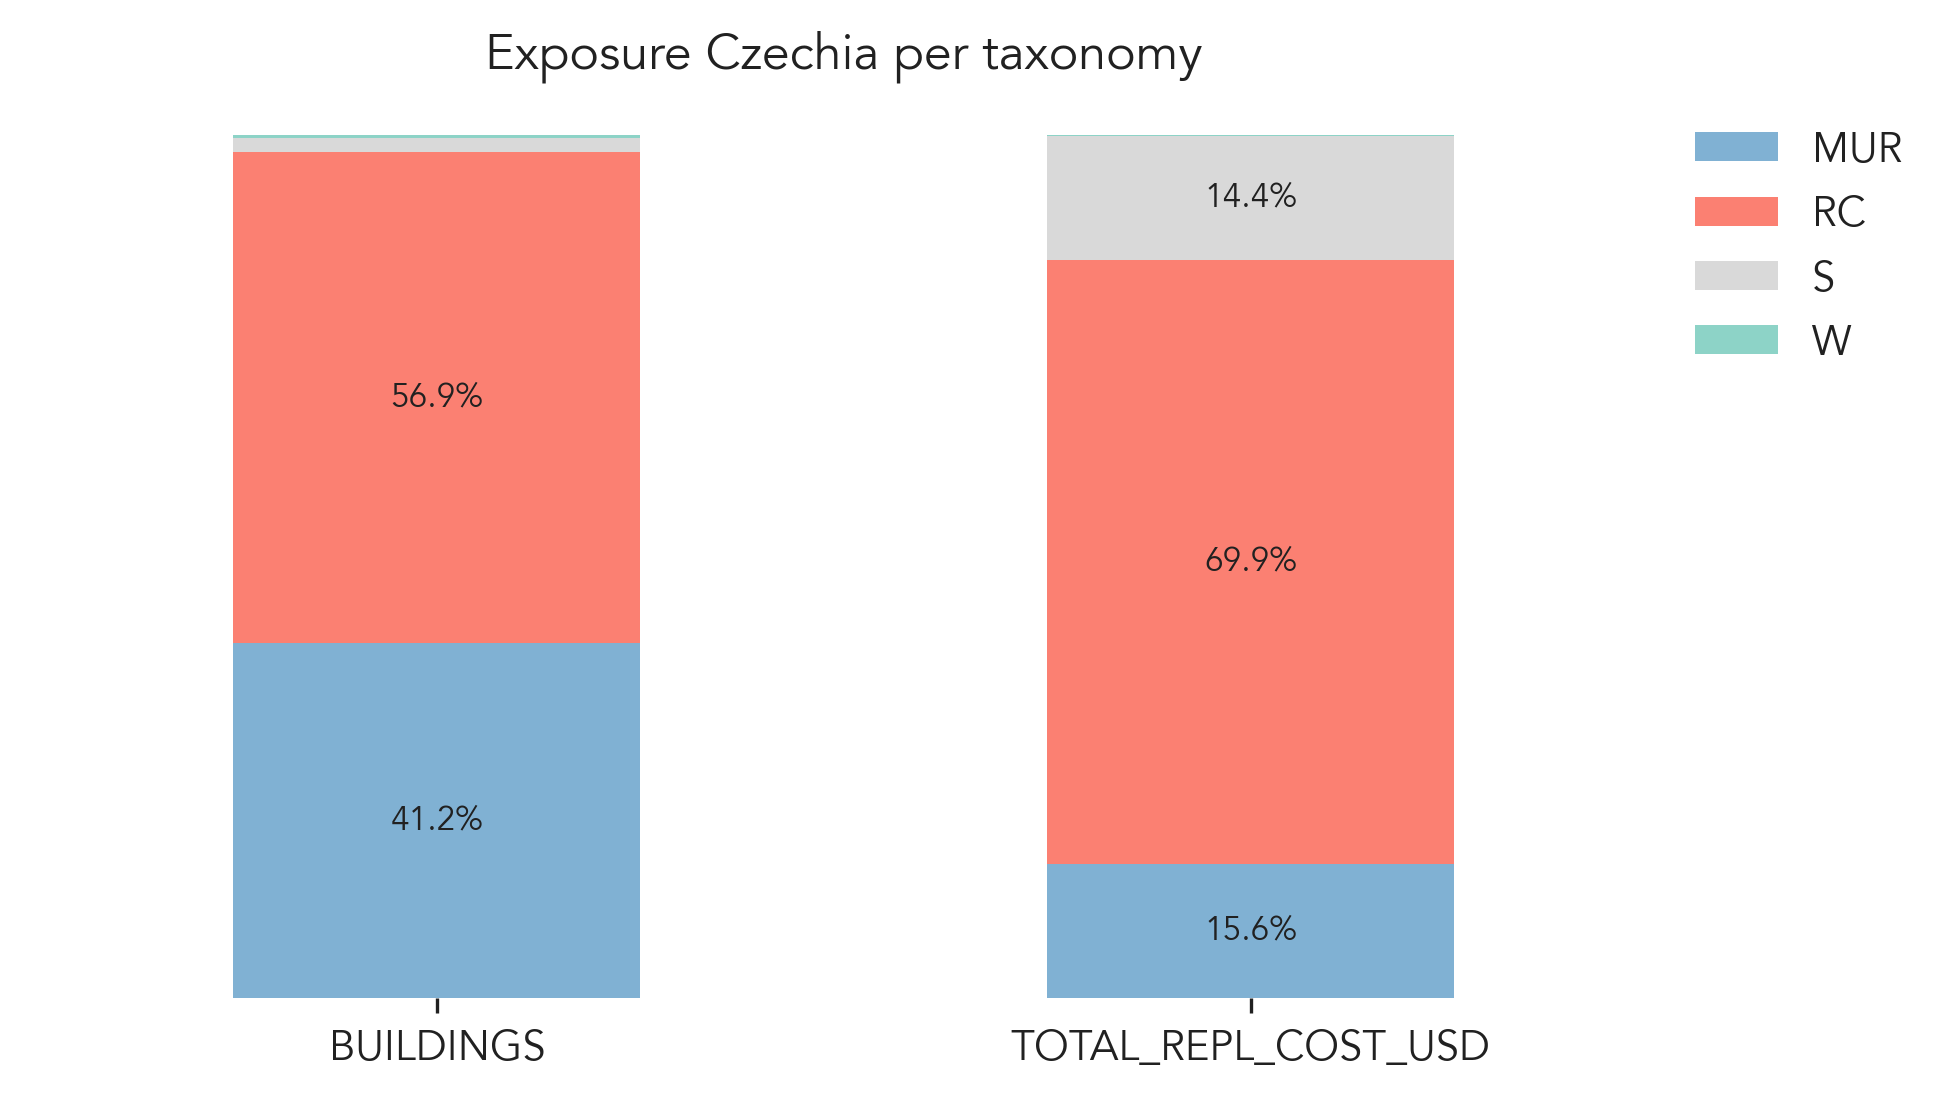 Exposure Czechia per taxonomy
MUR
RC
S
W
14.4%
56.9%
69.9%
41.2%
15.6%
BUILDINGS
TOTAL_REPL_COST_USD